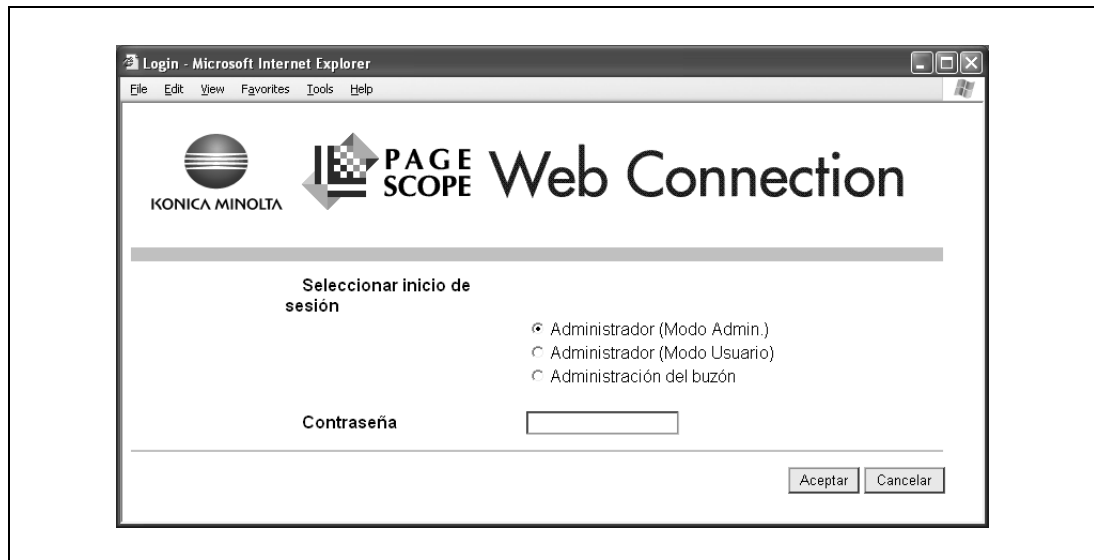 Login - Microsoft Internet Explorer
File Edit View Favorites Tools Help
KONICA MINOLTA
PAGE SCOPE Web Connection
Seleccionar inicio de
sesión
Administrador (Modo Admin.)
Administrador (Modo Usuario)
Administración del buzón
Contraseña
Aceptar Cancelar